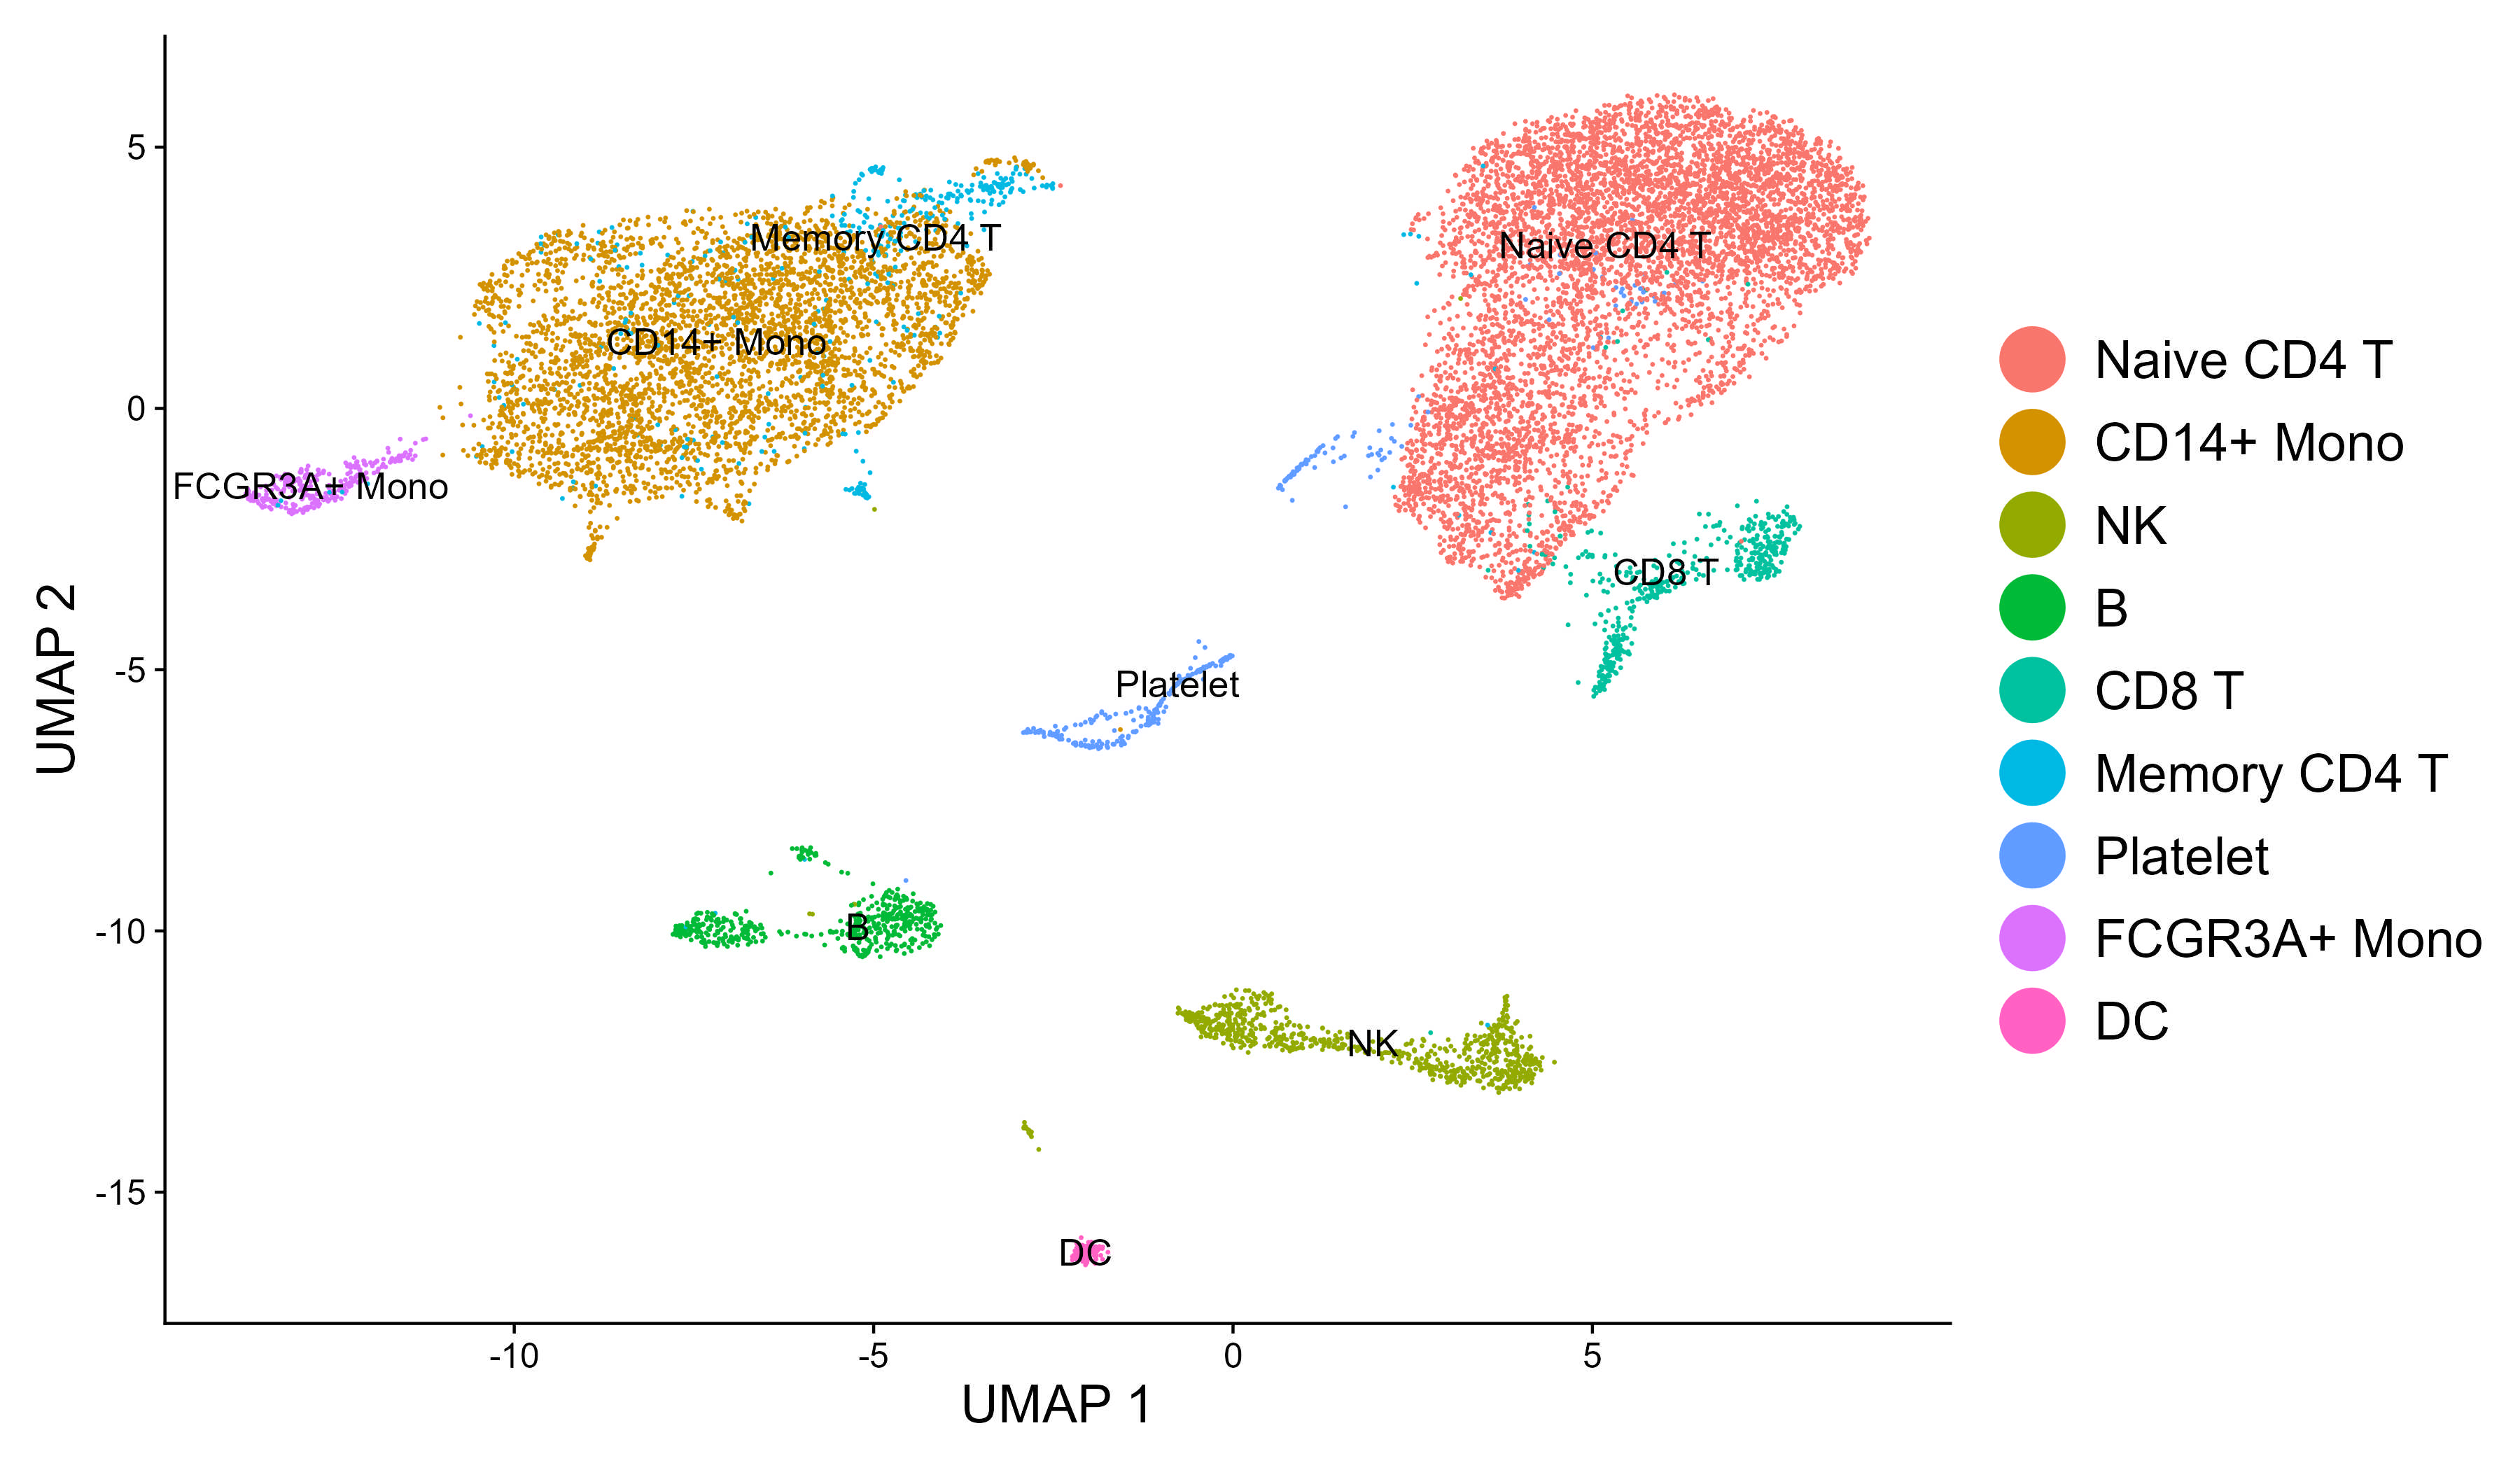 5
0
-5
-10
-15
UMAP 2
Memory CD4 T
Naive CD4 T
CD14+ Mono
FCGR3A+ Mono
CD8 T
Platelet
B
NK
DC
-10
-5
0
5
UMAP 1
Naive CD4 T
CD14+ Mono
NK
B
CD8 T
Memory CD4 T
Platelet
FCGR3A+ Mono
DC